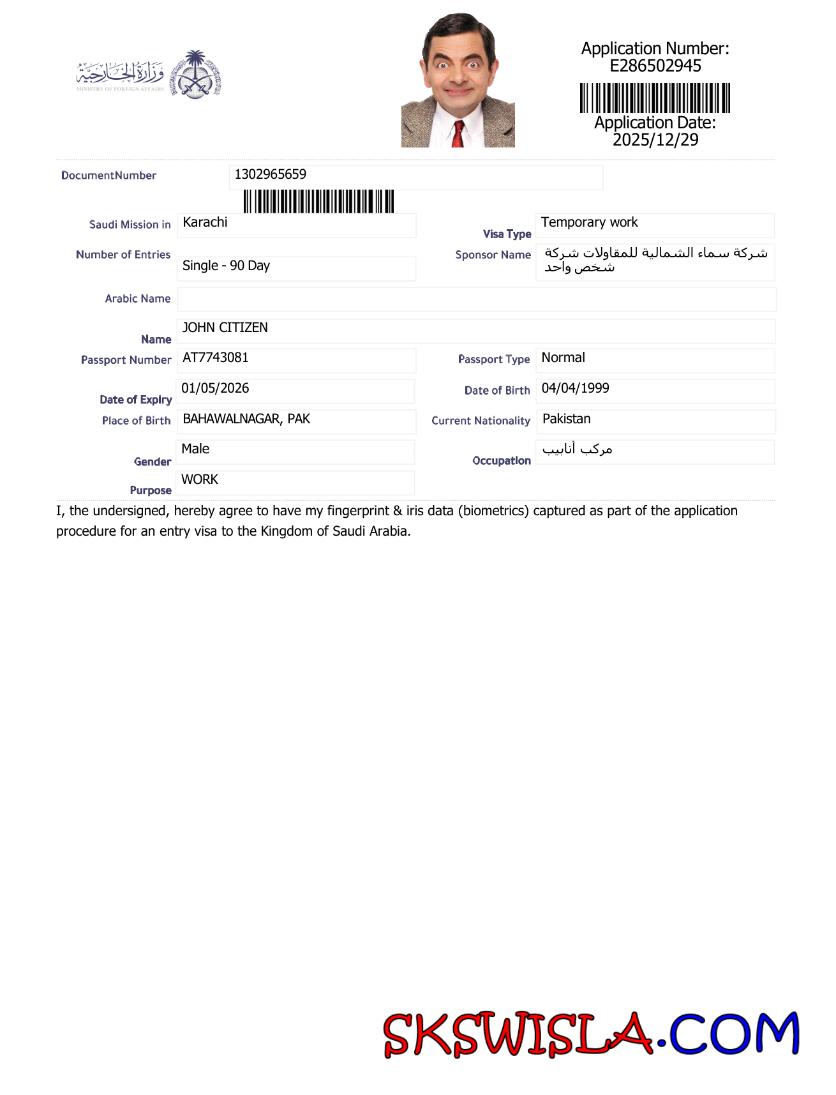 وزارة الخارجية
MINISTRY OF FOREIGN AFFAIRS
Application Number:
E286502945
Application Date:
2025/12/29
DocumentNumber 1302965659
Saudi Mission in Karachi
Visa Type Temporary work
Number of Entries Single - 90 Day
Sponsor Name شركة سماء الشمالية للمقاولات شركة
شخص واحد
Arabic Name
Name JOHN CITIZEN
Passport Number AT7743081
Passport Type Normal
Date of Expiry 01/05/2026
Date of Birth 04/04/1999
Place of Birth BAHAWALNAGAR, PAK
Current Nationality Pakistan
Gender Male
Occupation مركب أنابيب
Purpose WORK
I, the undersigned, hereby agree to have my fingerprint & iris data (biometrics) captured as part of the application
procedure for an entry visa to the Kingdom of Saudi Arabia.
SKSWISLA.COM